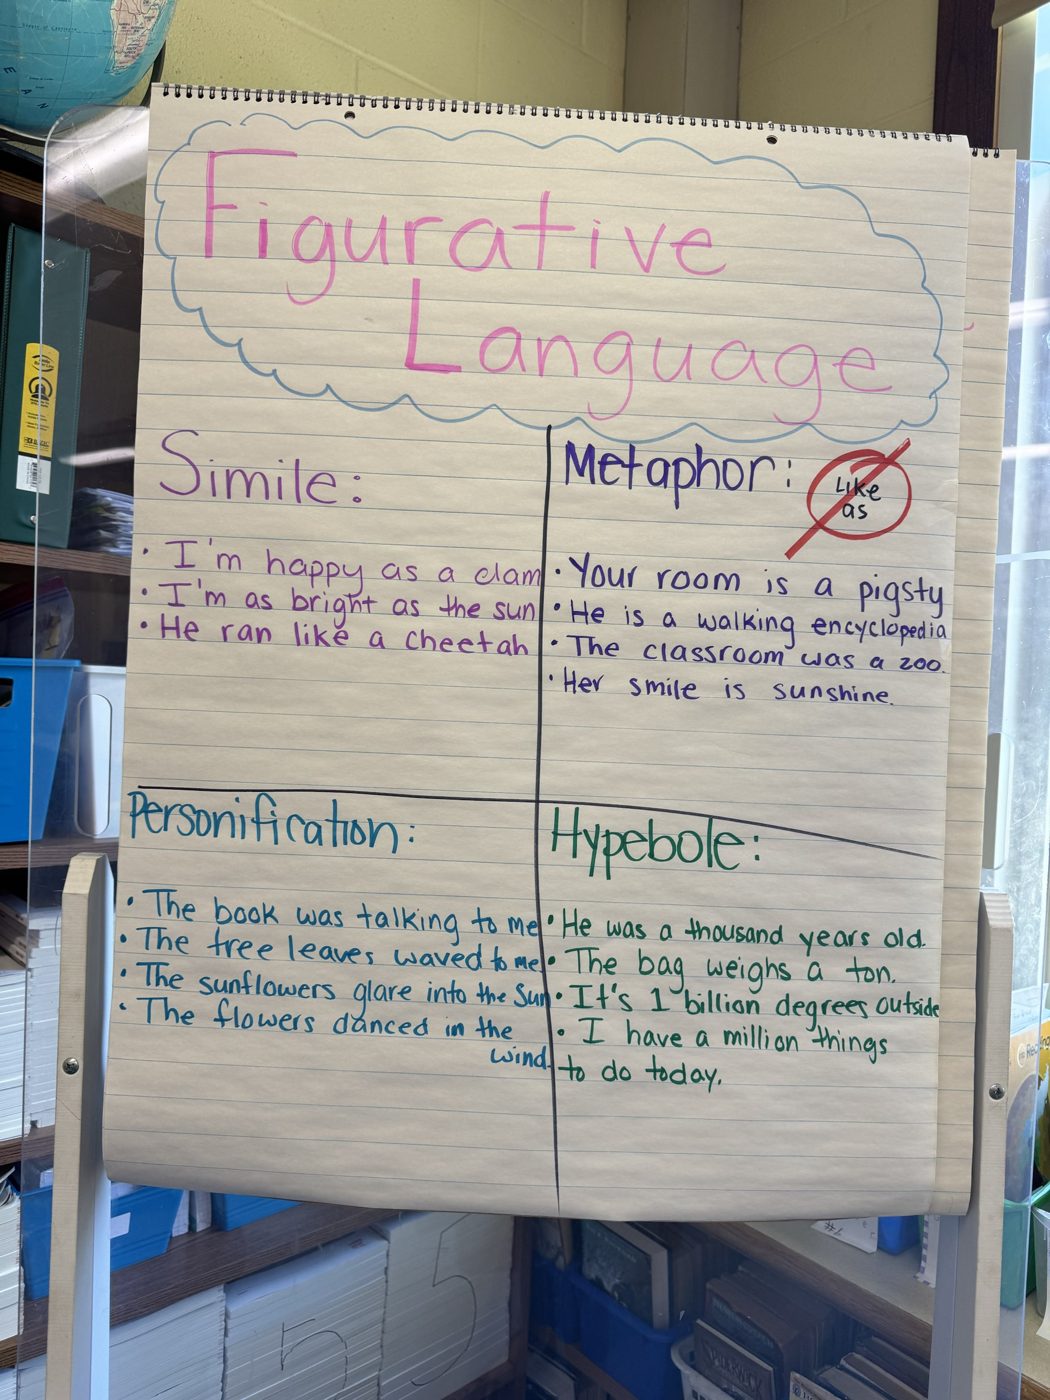 Figurative
Language
Simile:
• I'm happy as a clam
• I'm as bright as the sun
• He ran like a cheetah
Metaphor:
Like
as
• Your room is a pigsty
• He is a walking encyclopedia
• The classroom was a zoo.
• Her smile is sunshine.
Personification:
• The book was talking to me
• The tree leaves waved to me
• The sunflowers glare into the Sun
• The flowers danced in the
wind.
Hypebole:
• He was a thousand years old.
• The bag weighs a ton.
• It's 1 billion degrees outside
• I have a million things
to do today.